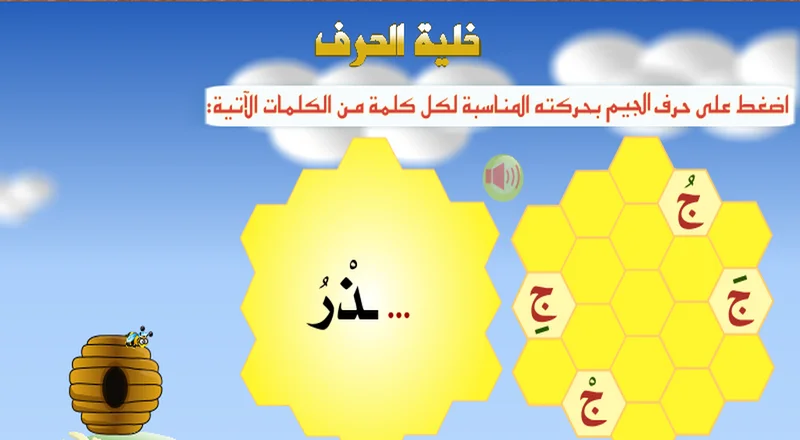 خلية الحرف
اضغط على حرف الجيم بحركته المناسبة لكل كلمة من الكلمات الآتية:
... ـذْرُ
جُ
جَ
جِ
جْ